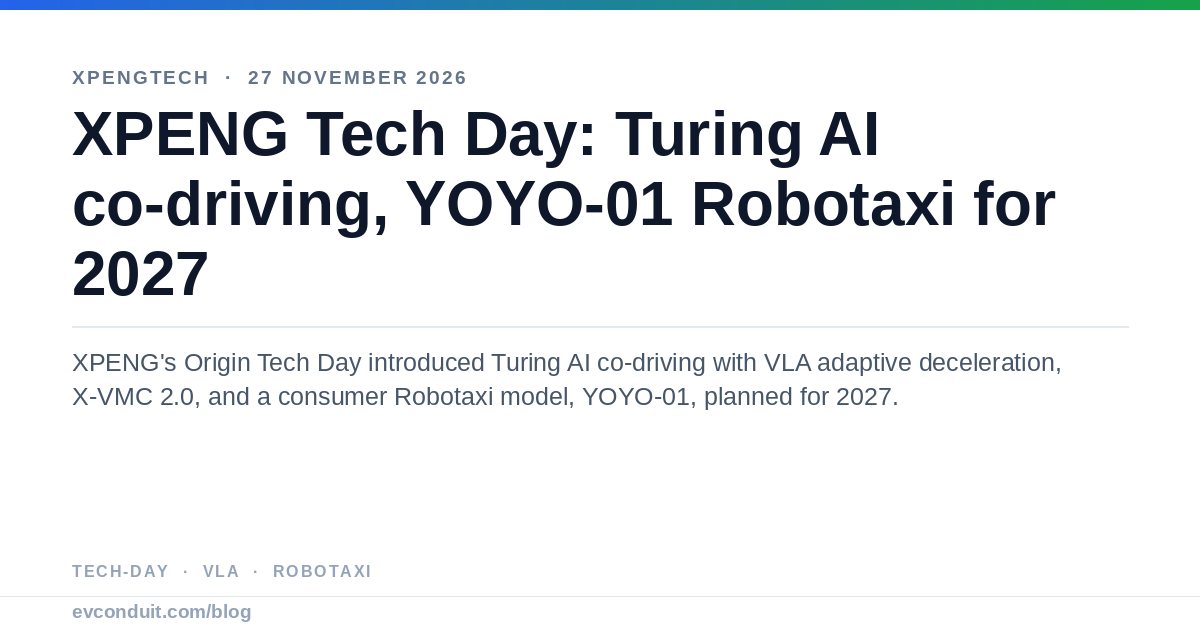 XPENGTECH · 27 NOVEMBER 2026
XPENG Tech Day: Turing AI
co-driving, YOYO-01 Robotaxi for
2027
XPENG's Origin Tech Day introduced Turing AI co-driving with VLA adaptive deceleration,
X-VMC 2.0, and a consumer Robotaxi model, YOYO-01, planned for 2027.
TECH-DAY · VLA · ROBOTAXI
evconduit.com/blog